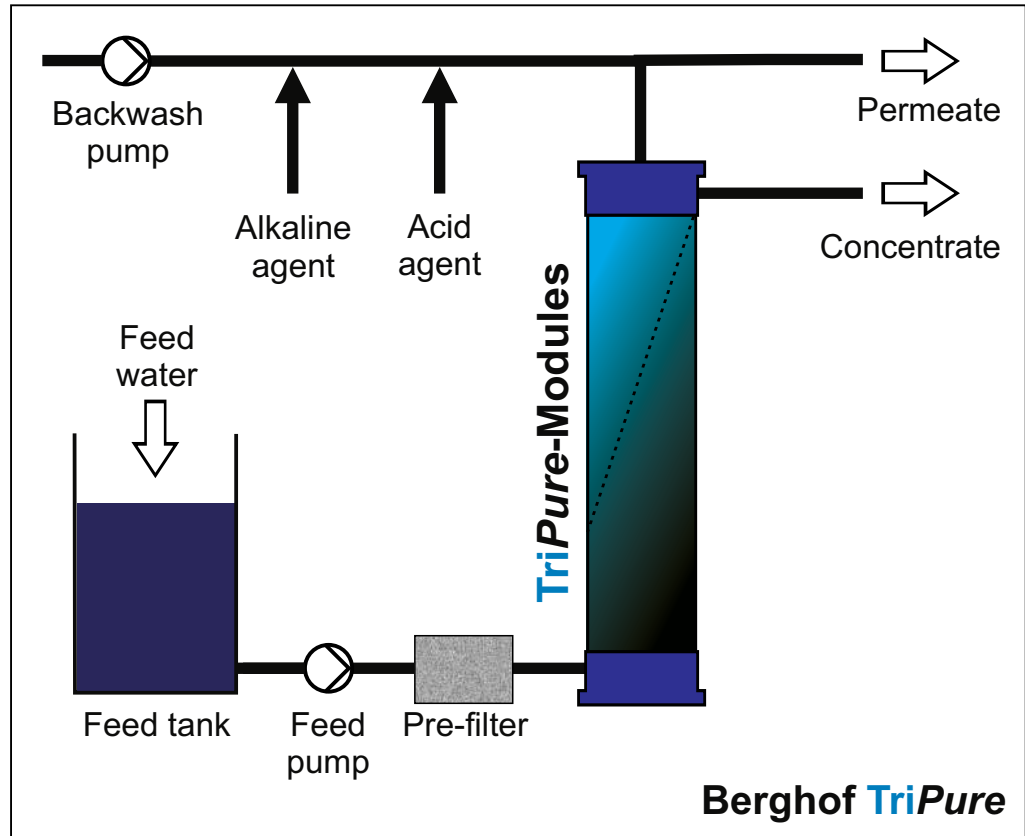 Backwash
pump
Alkaline
agent
Acid
agent
Permeate
Concentrate
Feed
water
TriPure-Modules
Feed tank
Feed
pump
Pre-filter
Berghof TriPure